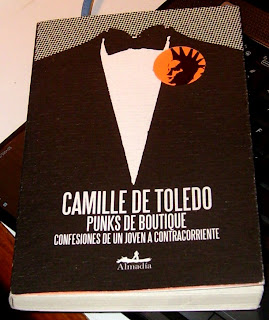 CAMILLE DE TOLEDO
PUNKS DE BOUTIQUE
CONFESIONES DE UN JOVEN A CONTRACORRIENTE
Almadía